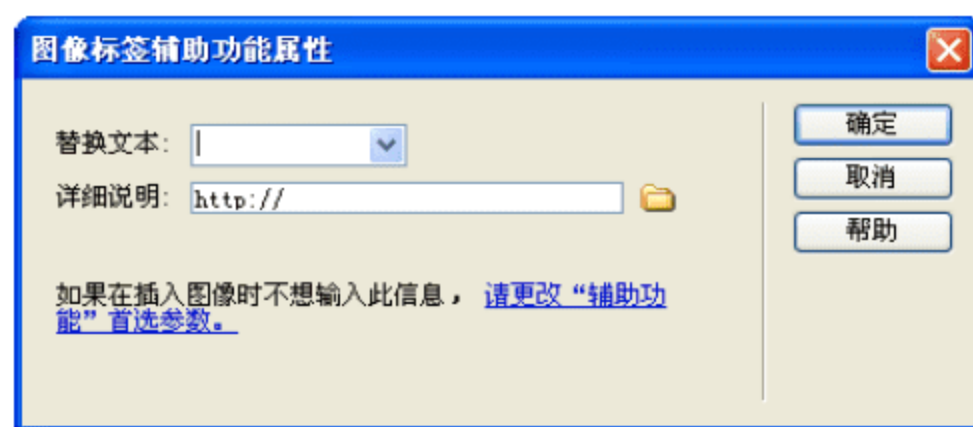 图像标签辅助功能属性
替换文本:
确定
详细说明: http://
取消
帮助
如果在插入图像时不想输入此信息， 请更改“辅助功
能”首选参数。